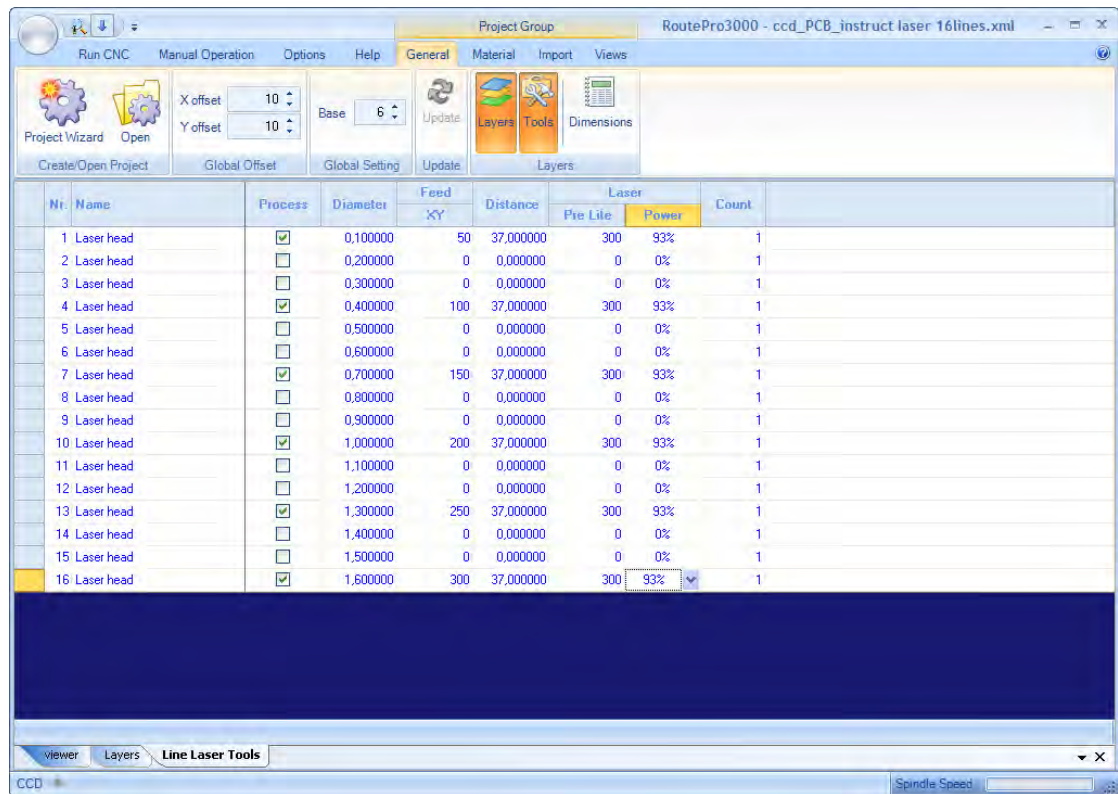 Project Group RoutePro3000 - ccd_PCB_instruct laser 16lines.xml
Run CNC Manual Operation Options Help General Material Import Views
X offset 10
Y offset 10
Base 6
Update
Layers Tools Dimensions
Project Wizard Open
Create/Open Project Global Offset Global Setting Update Layers
Nr. Name Process Diameter Feed XY Distance Laser Pre Life Power Count
1 Laser head 0,100000 50 37,000000 300 93% 1
2 Laser head 0,200000 0 0,000000 0 0% 1
3 Laser head 0,300000 0 0,000000 0 0% 1
4 Laser head 0,400000 100 37,000000 300 93% 1
5 Laser head 0,500000 0 0,000000 0 0% 1
6 Laser head 0,600000 0 0,000000 0 0% 1
7 Laser head 0,700000 150 37,000000 300 93% 1
8 Laser head 0,800000 0 0,000000 0 0% 1
9 Laser head 0,900000 0 0,000000 0 0% 1
10 Laser head 1,000000 200 37,000000 300 93% 1
11 Laser head 1,100000 0 0,000000 0 0% 1
12 Laser head 1,200000 0 0,000000 0 0% 1
13 Laser head 1,300000 250 37,000000 300 93% 1
14 Laser head 1,400000 0 0,000000 0 0% 1
15 Laser head 1,500000 0 0,000000 0 0% 1
16 Laser head 1,600000 300 37,000000 300 93% 1
viewer Layers Line Laser Tools
CCD Spindle Speed